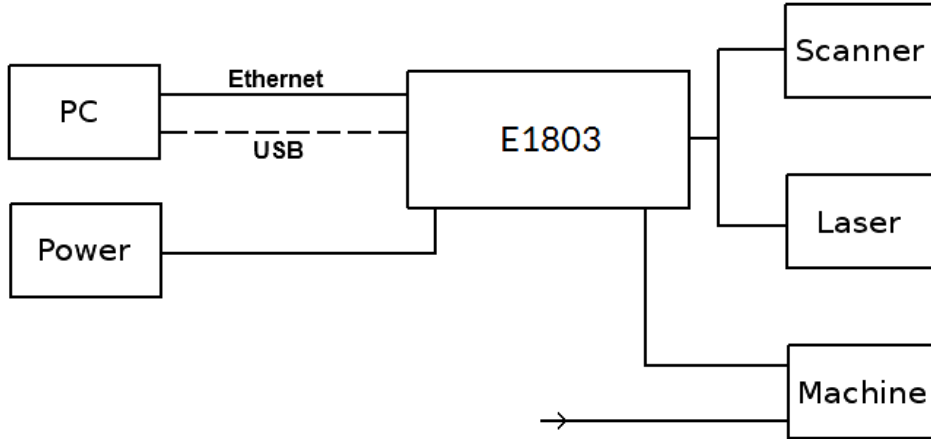 Scanner
Ethernet
PC
E1803
USB
Laser
Power
Machine